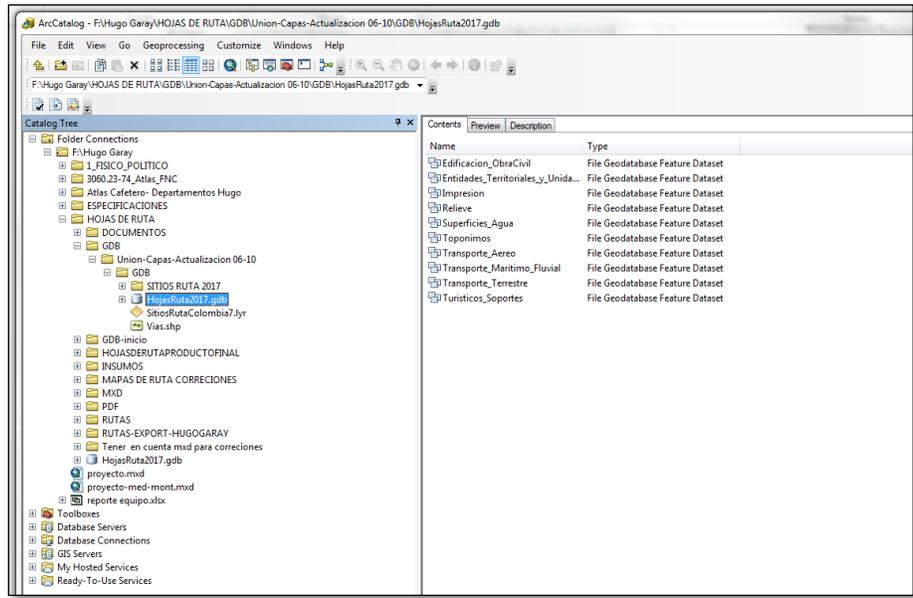 ArcCatalog - F:\Hugo Garay\HOJAS DE RUTA\GDB\Union-Capas-Actualizacion 06-10\GDB\HojasRuta2017.gdb
File Edit View Go Geoprocessing Customize Windows Help
F:\Hugo Garay\HOJAS DE RUTA\GDB\Union-Capas-Actualizacion 06-10\GDB\HojasRuta2017.gdb
Catalog Tree
Folder Connections
F:\Hugo Garay
1_FISICO_POLITICO
3060.23-74_Atlas_FNC
Atlas Cafetero- Departamentos Hugo
ESPECIFICACIONES
HOJAS DE RUTA
DOCUMENTOS
GDB
Union-Capas-Actualizacion 06-10
GDB
SITIOS RUTA 2017
HojasRuta2017.gdb
SitiosRutaColombia7.lyr
Vias.shp
GDB-inicio
HOJASDERUTAPRODUCTOFINAL
INSUMOS
MAPAS DE RUTA CORRECIONES
MXD
PDF
RUTAS
RUTAS-EXPORT-HUGOGARAY
Tener en cuenta mxd para correciones
HojasRuta2017.gdb
proyecto.mxd
proyecto-med-mont.mxd
reporte equipo.xlsx
Toolboxes
Database Servers
Database Connections
GIS Servers
My Hosted Services
Ready-To-Use Services
Contents Preview Description
Name Type
Edificacion_ObraCivil File Geodatabase Feature Dataset
Entidades_Territoriales_y_Unida... File Geodatabase Feature Dataset
Impresion File Geodatabase Feature Dataset
Relieve File Geodatabase Feature Dataset
Superficies_Agua File Geodatabase Feature Dataset
Toponimos File Geodatabase Feature Dataset
Transporte_Aereo File Geodatabase Feature Dataset
Transporte_Maritimo_Fluvial File Geodatabase Feature Dataset
Transporte_Terrestre File Geodatabase Feature Dataset
Turisticos_Soportes File Geodatabase Feature Dataset